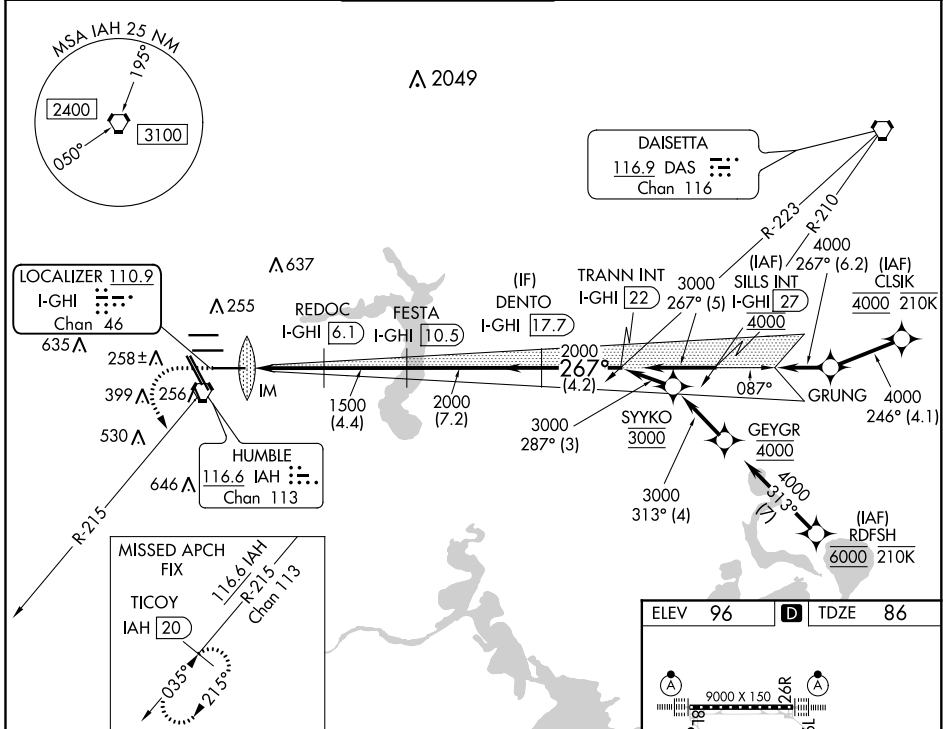 MSA IAH 25 NM
195°
2400
3100
050°
2049
DAISETTA
116.9 DAS
Chan 116
R-223
R-210
LOCALIZER 110.9
I-GHI
Chan 46
637
255
635
258±
399
256
530
646
IM
REDOC
I-GHI 6.1
FESTA
I-GHI 10.5
(IF)
DENTO
I-GHI 17.7
TRANN INT
I-GHI 22
3000
267° (5)
(IAF)
SILLS INT
I-GHI 27
4000
4000
267° (6.2)
(IAF)
CLSIK
4000 210K
2000
267°
(4.2)
087°
GRUNG
4000
246° (4.1)
1500
(4.4)
2000
(7.2)
3000
287° (3)
SYYKO
3000
GEYGR
4000
3000
313° (4)
4000
313°
(7)
(IAF)
RDFSH
6000 210K
HUMBLE
116.6 IAH
Chan 113
R-215
MISSED APCH
FIX
TICOY
IAH 20
116.6 IAH
R-215
Chan 113
035°
215°
ELEV 96 D TDZE 86
A
A
9000 X 150
26R